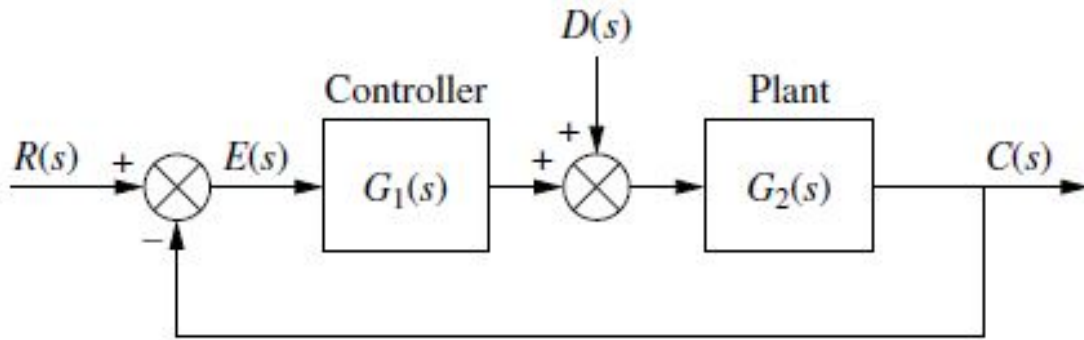 D(s)
Controller
Plant
R(s)
+
E(s)
G₁(s)
+
+
G₂(s)
C(s)
−